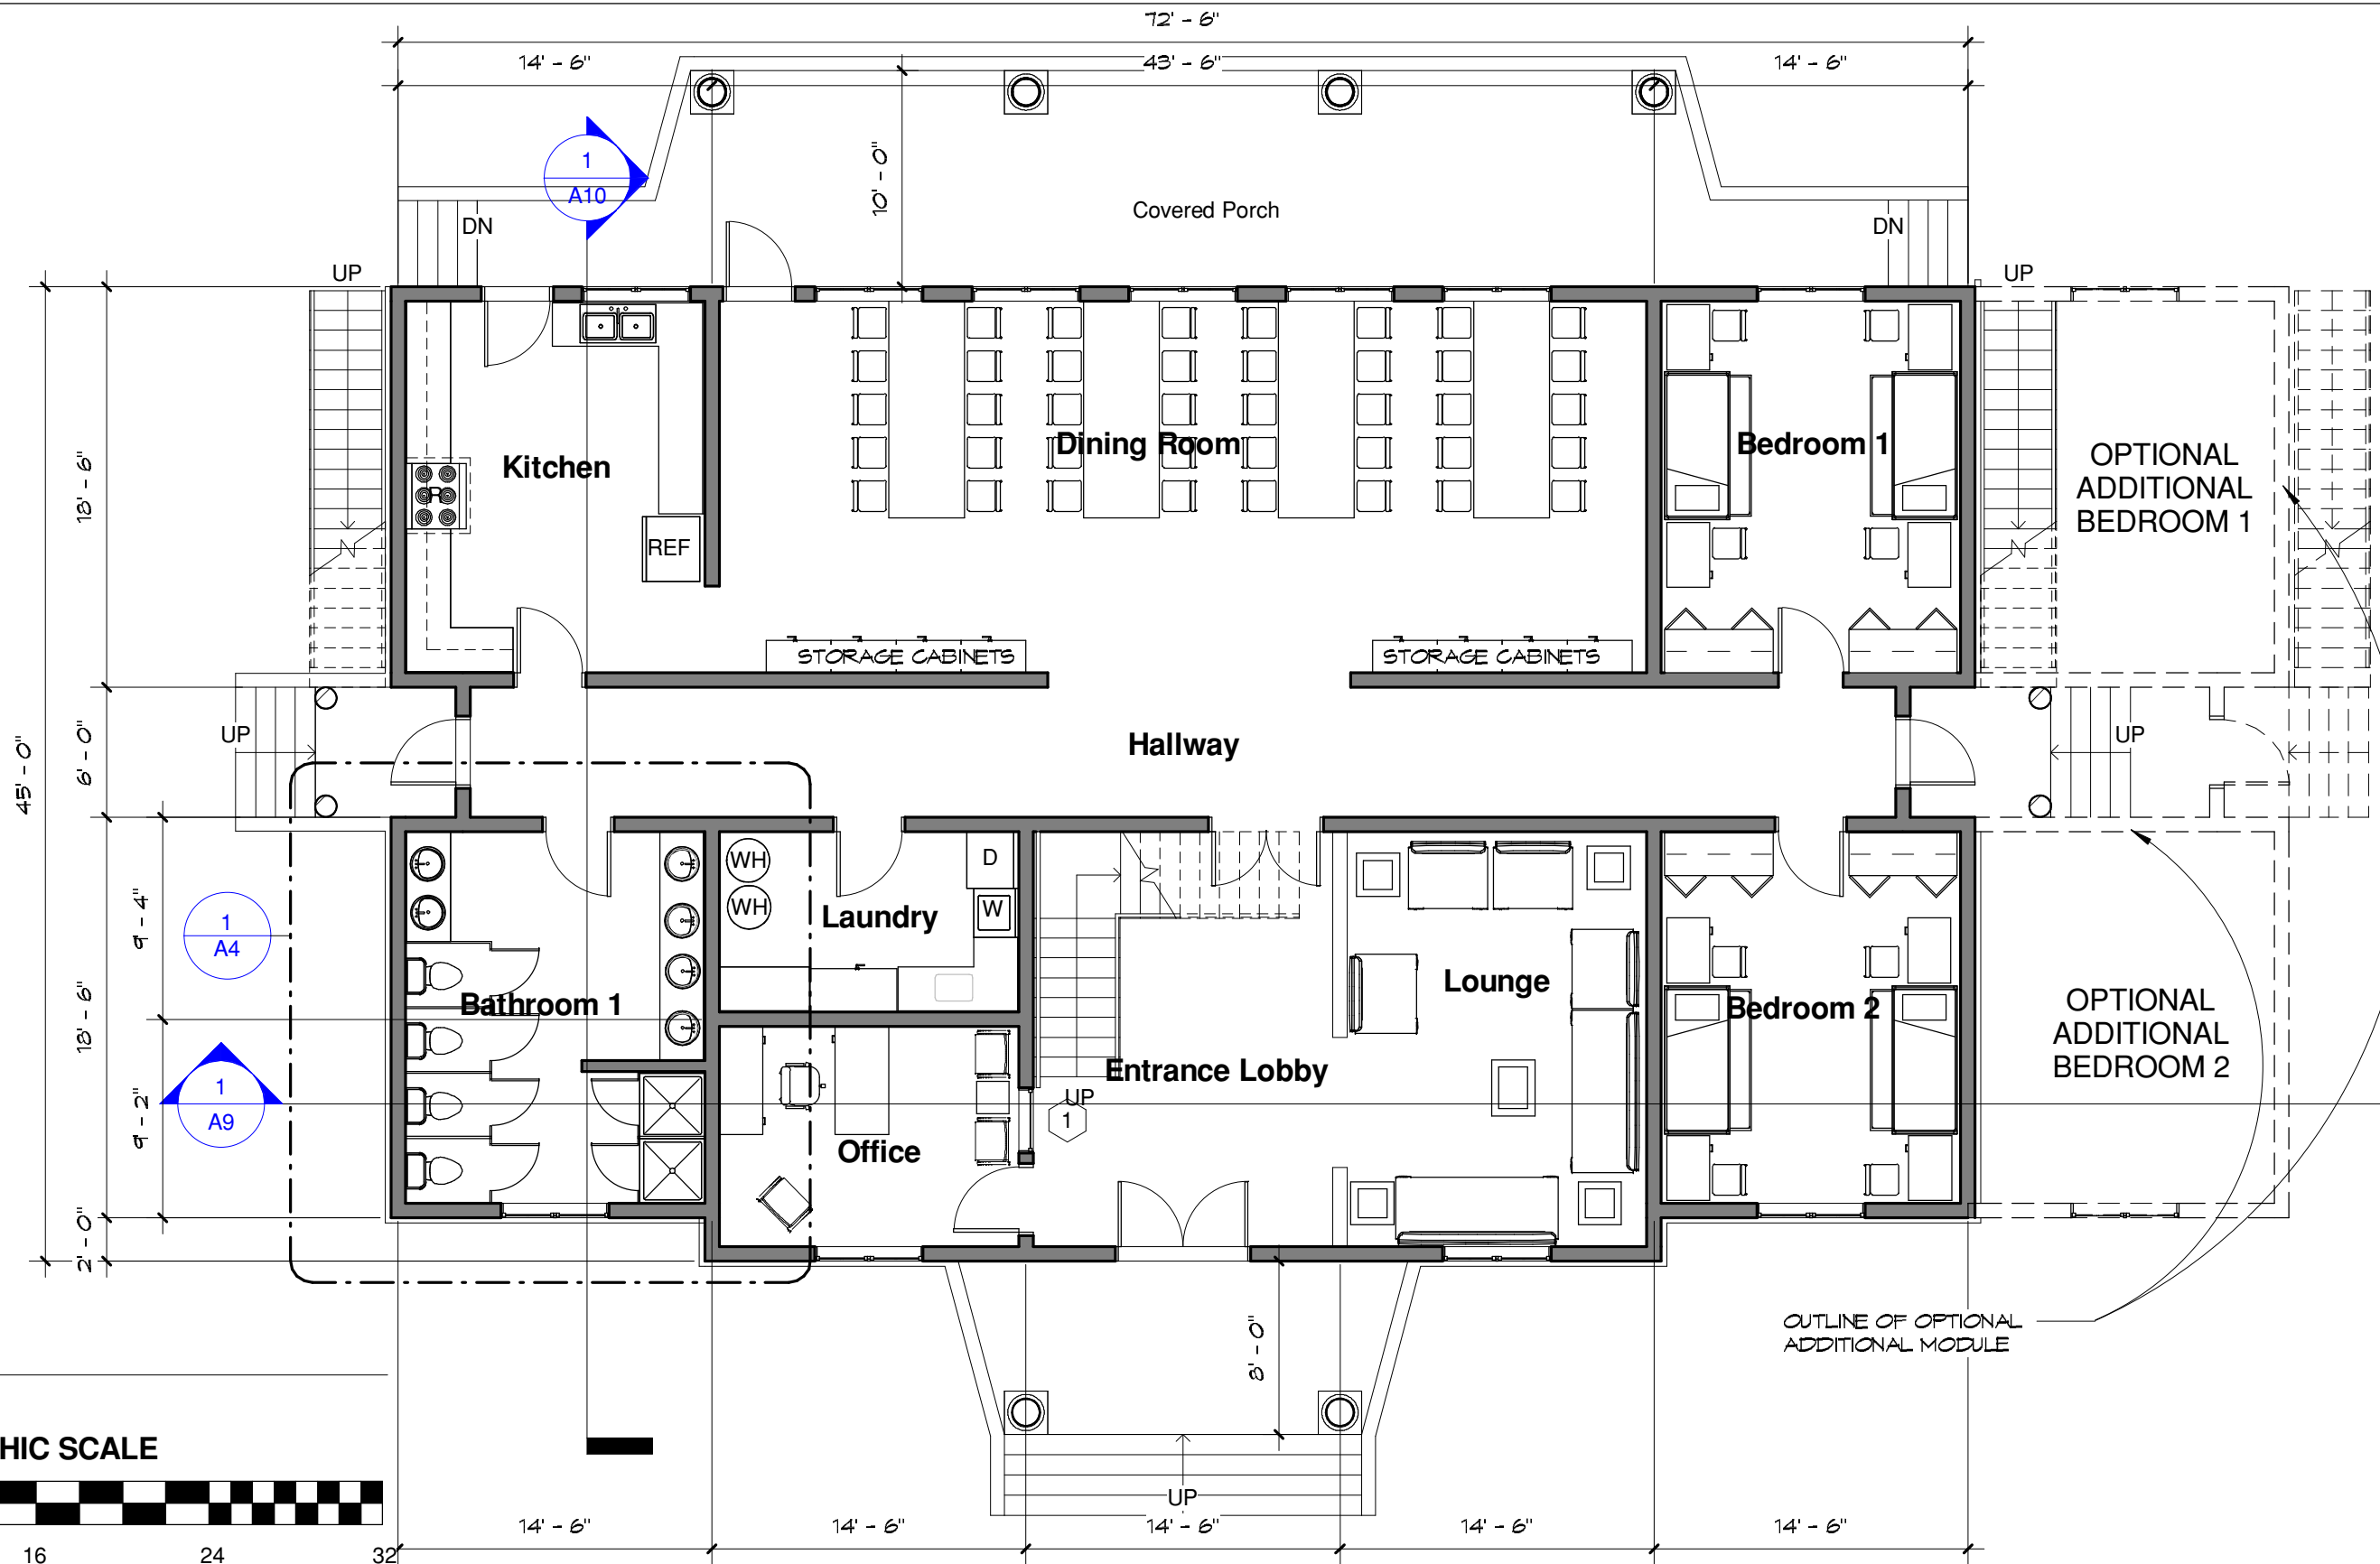 72' - 6"
14' - 6"
43' - 6"
14' - 6"
1
A10
10' - 0"
Covered Porch
DN
DN
UP
UP
18' - 6"
Kitchen
Dining Room
Bedroom 1
OPTIONAL
ADDITIONAL
BEDROOM 1
R
REF
STORAGE CABINETS
STORAGE CABINETS
45' - 0"
6' - 0"
UP
Hallway
UP
WH
WH
D
W
Laundry
9' - 4"
1
A4
18' - 6"
Bathroom 1
Lounge
Bedroom 2
OPTIONAL
ADDITIONAL
BEDROOM 2
Entrance Lobby
UP
1
9' - 2"
1
A9
Office
2' - 0"
8' - 0"
OUTLINE OF OPTIONAL
ADDITIONAL MODULE
HIC SCALE
UP
14' - 6"
14' - 6"
14' - 6"
14' - 6"
14' - 6"
16
24
32